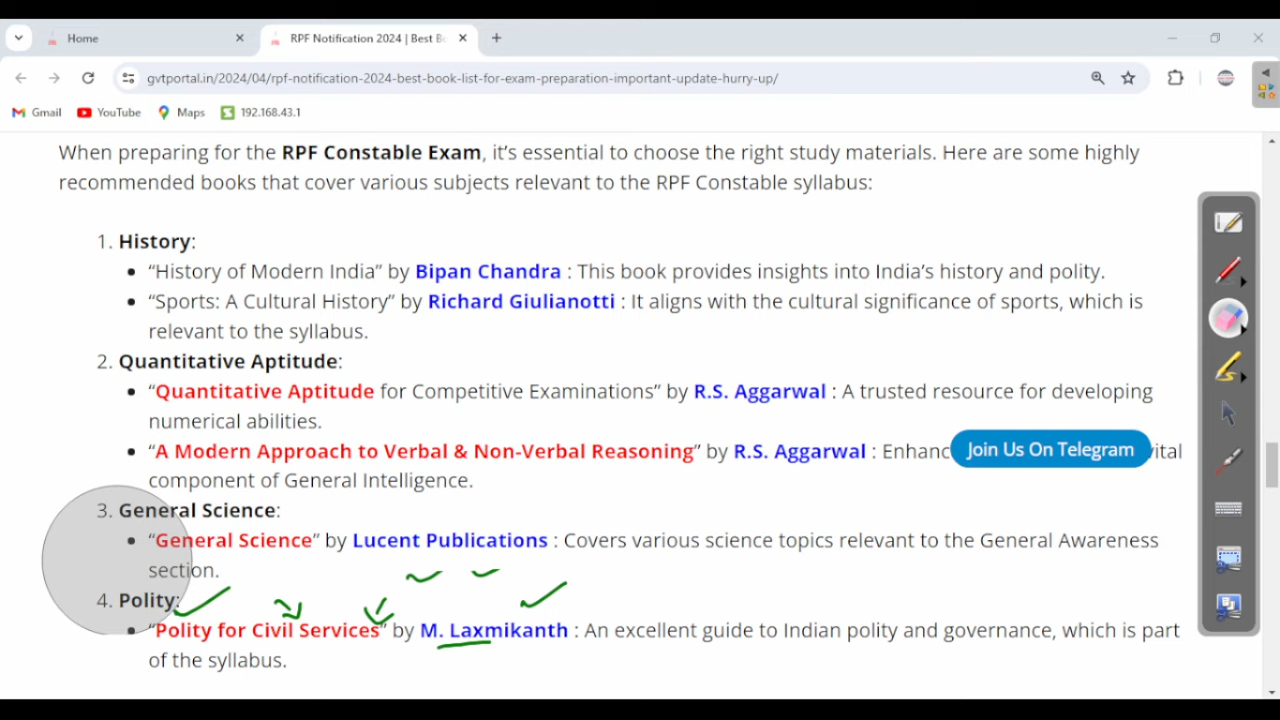 Home
RPF Notification 2024 | Best B
gvtportal.in/2024/04/rpf-notification-2024-best-book-list-for-exam-preparation-important-update-hurry-up/
Gmail YouTube Maps 192.168.43.1
When preparing for the RPF Constable Exam, it’s essential to choose the right study materials. Here are some highly
recommended books that cover various subjects relevant to the RPF Constable syllabus:
1. History:
• “History of Modern India” by Bipan Chandra : This book provides insights into India’s history and polity.
• “Sports: A Cultural History” by Richard Giulianotti : It aligns with the cultural significance of sports, which is
relevant to the syllabus.
2. Quantitative Aptitude:
• “Quantitative Aptitude for Competitive Examinations” by R.S. Aggarwal : A trusted resource for developing
numerical abilities.
• “A Modern Approach to Verbal & Non-Verbal Reasoning” by R.S. Aggarwal : Enhanc
Join Us On Telegram
component of General Intelligence.
3. General Science:
• “General Science” by Lucent Publications : Covers various science topics relevant to the General Awareness
section.
4. Polity:
• “Polity for Civil Services” by M. Laxmikanth : An excellent guide to Indian polity and governance, which is part
of the syllabus.